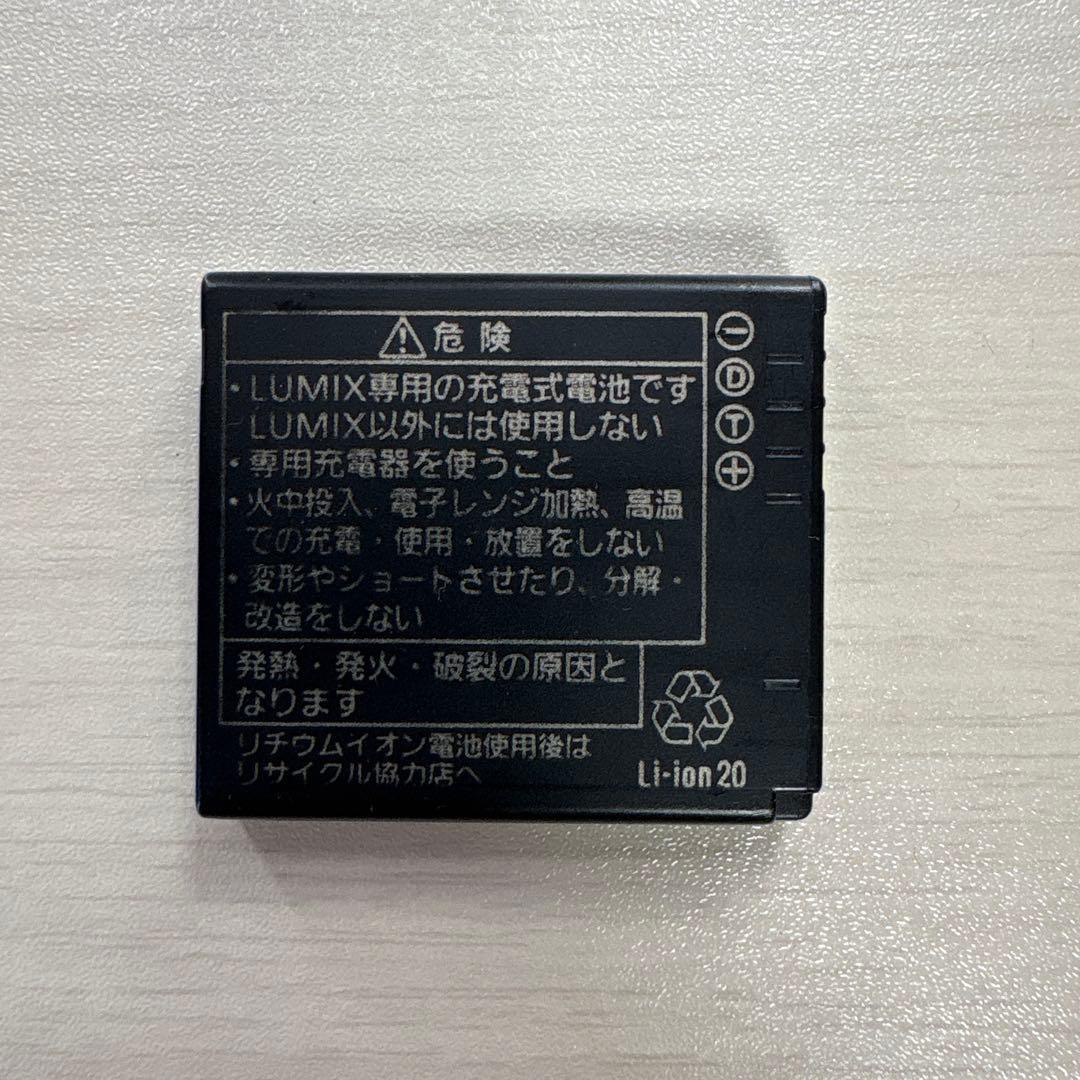 ⚠危険
・LUMIX専用の充電式電池です
LUMIX以外には使用しない
・専用充電器を使うこと
・火中投入、電子レンジ加熱、高温
での充電・使用・放置をしない
・変形やショートさせたり、分解・
改造をしない
発熱・発火・破裂の原因と
なります
リチウムイオン電池使用後は
リサイクル協力店へ
⊖
D
T
⊕
Li-ion20